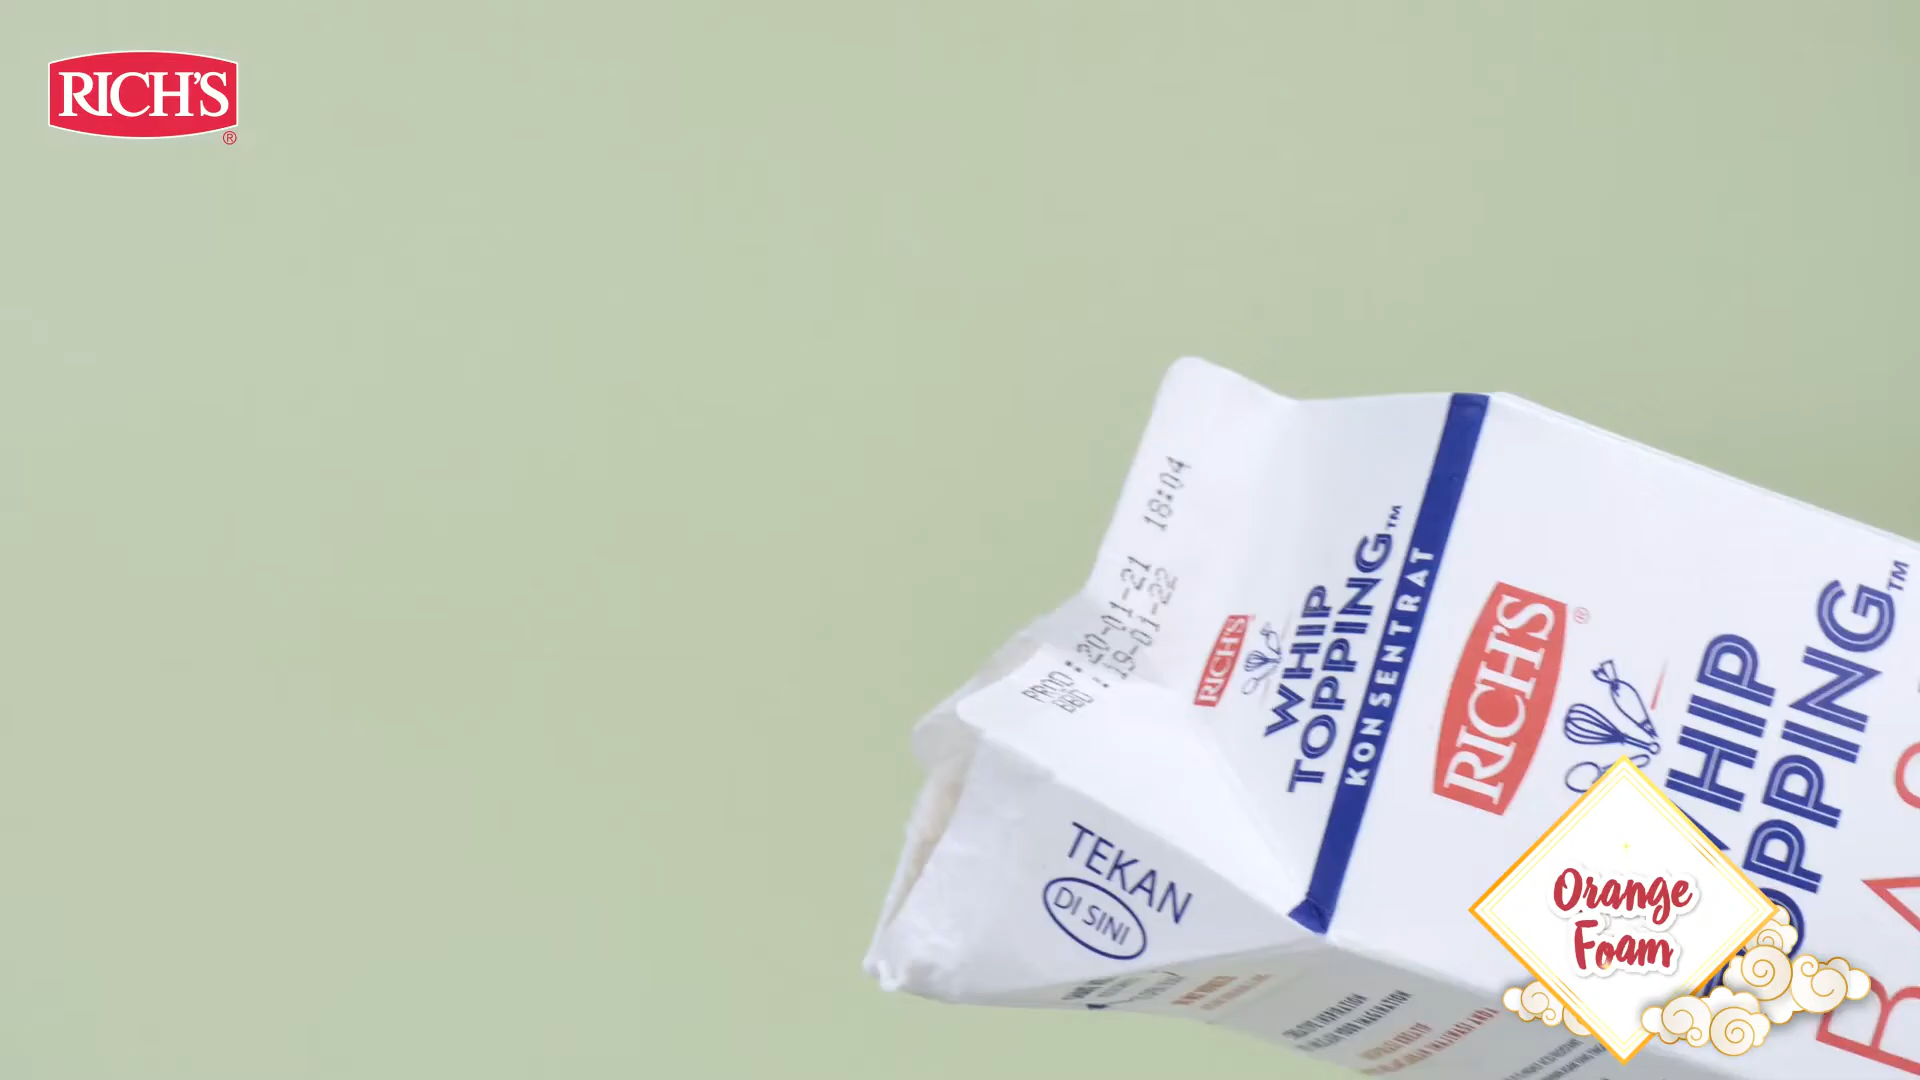 RICH'S®
PROD: 20-01-21 18:04
BBD : 19-01-22
RICH'S
WHIP
TOPPING™
KONSENTRAT
RICH'S®
WHIP
TOPPING™
TEKAN
DI SINI
Orange
Foam